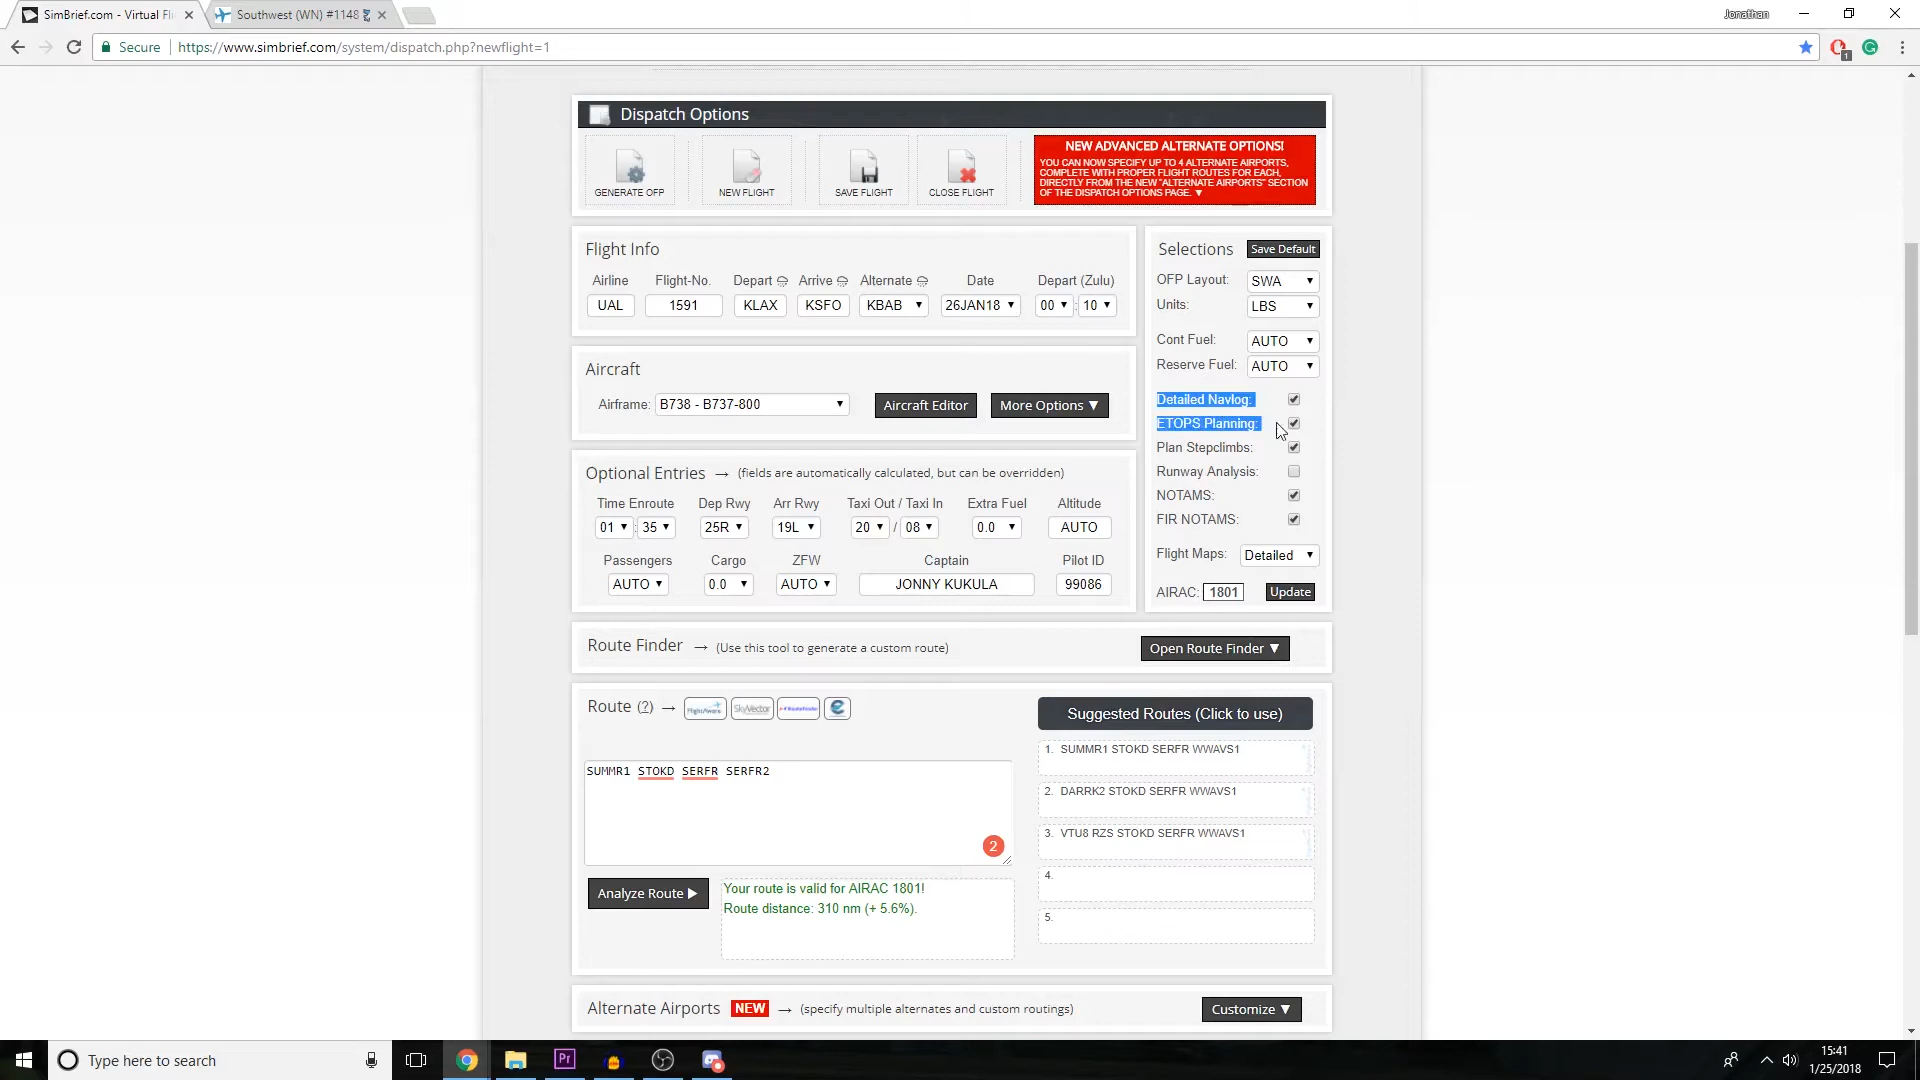 SimBrief.com - Virtual Fli
Southwest (WN) #1148
Jonathan
Secure
https://www.simbrief.com/system/dispatch.php?newflight=1
1
Dispatch Options
GENERATE OFP
NEW FLIGHT
SAVE FLIGHT
CLOSE FLIGHT
NEW ADVANCED ALTERNATE OPTIONS!
YOU CAN NOW SPECIFY UP TO 4 ALTERNATE AIRPORTS,
COMPLETE WITH PROPER FLIGHT ROUTES FOR EACH,
DIRECTLY FROM THE NEW "ALTERNATE AIRPORTS" SECTION
OF THE DISPATCH OPTIONS PAGE. ▼
Flight Info
Airline Flight-No. Depart Arrive Alternate Date Depart (Zulu)
UAL 1591 KLAX KSFO KBAB 26JAN18 00 : 10
Aircraft
Airframe: B738 - B737-800
Aircraft Editor
More Options ▼
Optional Entries → (fields are automatically calculated, but can be overridden)
Time Enroute Dep Rwy Arr Rwy Taxi Out / Taxi In Extra Fuel Altitude
01 : 35 25R 19L 20 / 08 0.0 AUTO
Passengers Cargo ZFW Captain Pilot ID
AUTO 0.0 AUTO JONNY KUKULA 99086
Selections
Save Default
OFP Layout: SWA
Units: LBS
Cont Fuel: AUTO
Reserve Fuel: AUTO
Detailed Navlog:
ETOPS Planning:
Plan Stepclimbs:
Runway Analysis:
NOTAMS:
FIR NOTAMS:
Flight Maps: Detailed
AIRAC: 1801 Update
Route Finder → (Use this tool to generate a custom route)
Open Route Finder ▼
Route (?) →
FlightAware
SkyVector
RouteFinder
SUMMR1 STOKD SERFR SERFR2
2
Analyze Route ▶
Your route is valid for AIRAC 1801!
Route distance: 310 nm (+ 5.6%).
Suggested Routes (Click to use)
1. SUMMR1 STOKD SERFR WWAVS1
2. DARRK2 STOKD SERFR WWAVS1
3. VTU8 RZS STOKD SERFR WWAVS1
4.
5.
Alternate Airports NEW → (specify multiple alternates and custom routings)
Customize ▼
Type here to search
Pr
15:41
1/25/2018